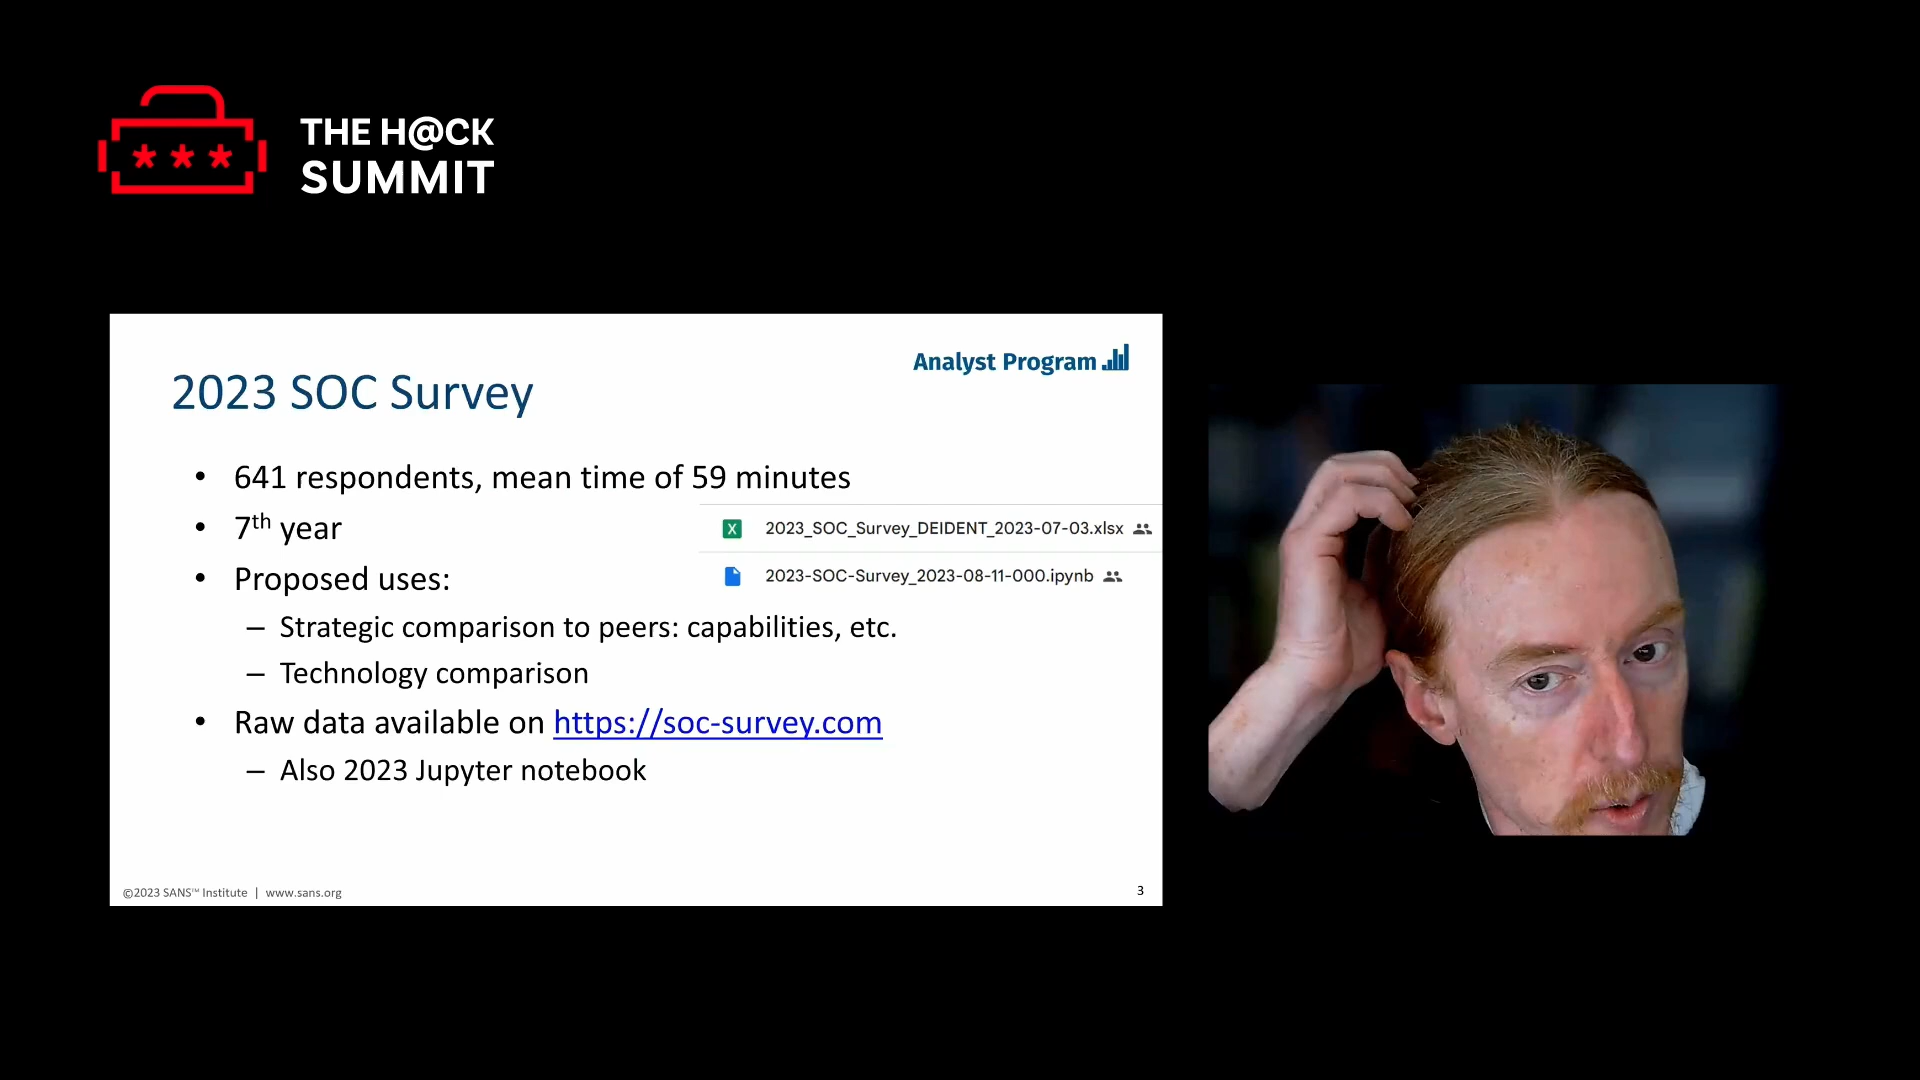 THE H@CK
SUMMIT
***
Analyst Program
2023 SOC Survey
• 641 respondents, mean time of 59 minutes
• 7th year
2023_SOC_Survey_DEIDENT_2023-07-03.xlsx
• Proposed uses:
2023-SOC-Survey_2023-08-11-000.ipynb
– Strategic comparison to peers: capabilities, etc.
– Technology comparison
• Raw data available on https://soc-survey.com
– Also 2023 Jupyter notebook
©2023 SANS™ Institute | www.sans.org
3